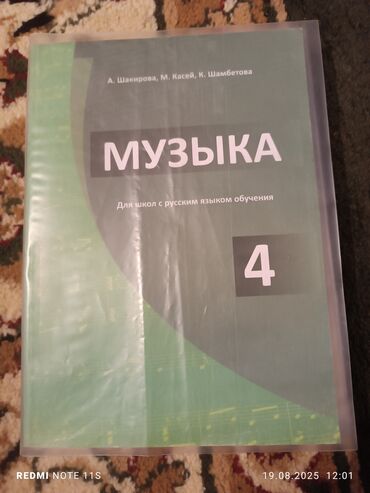 А. Шакирова, М. Касей, К. Шамбетова
МУЗЫКА
Для школ с русским языком обучения
4
REDMI NOTE 11S
19.08.2025 12:01